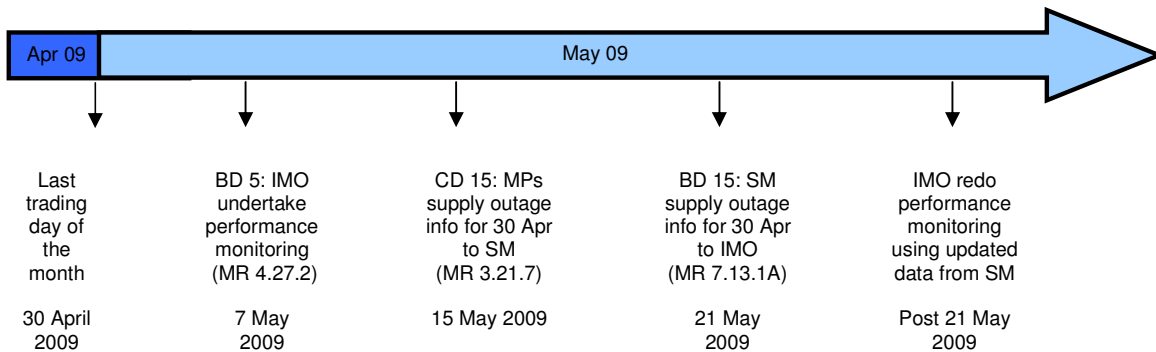 Apr 09
May 09
Last
trading
day of
the
month
30 April
2009
BD 5: IMO
undertake
performance
monitoring
(MR 4.27.2)
7 May
2009
CD 15: MPs
supply outage
info for 30 Apr
to SM
(MR 3.21.7)
15 May 2009
BD 15: SM
supply outage
info for 30 Apr
to IMO
(MR 7.13.1A)
21 May
2009
IMO redo
performance
monitoring
using updated
data from SM
Post 21 May
2009